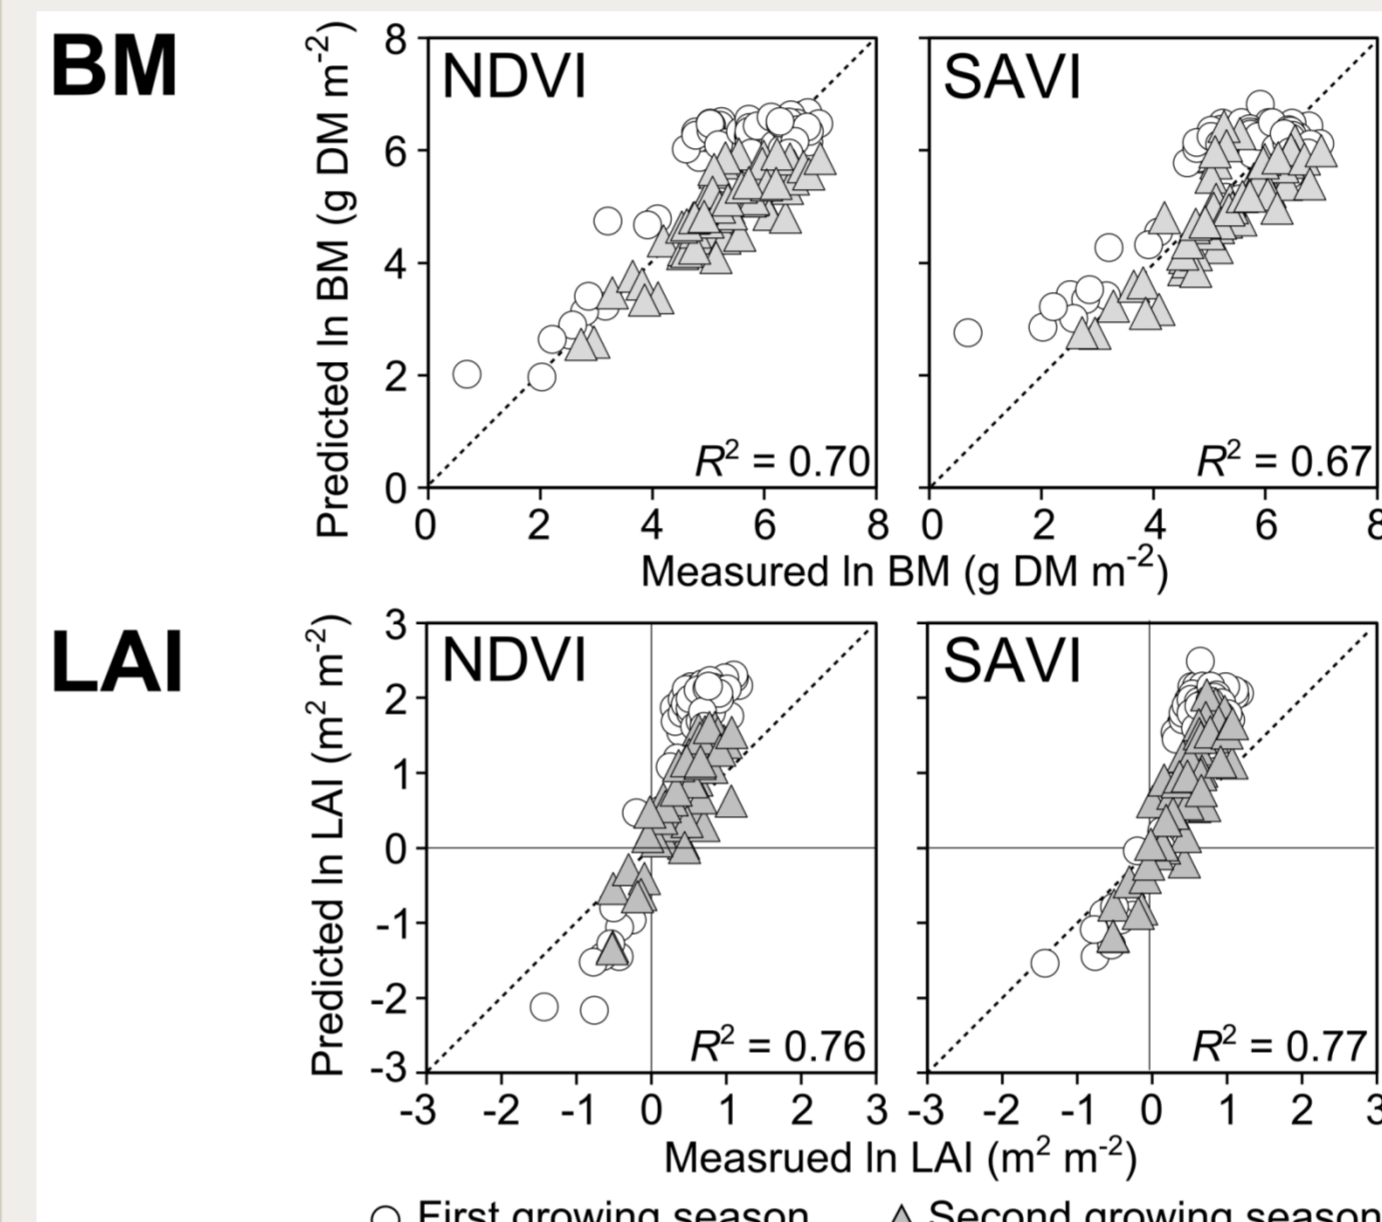 BM
Predicted ln BM (g DM m-2)
NDVI
SAVI
8
6
4
2
0
R2 = 0.70
R2 = 0.67
0 2 4 6 8
0 2 4 6 8
Measured ln BM (g DM m-2)
LAI
Predicted ln LAI (m2 m-2)
NDVI
SAVI
3
2
1
0
-1
-2
-3
R2 = 0.76
R2 = 0.77
-3 -2 -1 0 1 2 3
-3 -2 -1 0 1 2 3
Measrued ln LAI (m2 m-2)
First growing season
Second growing season